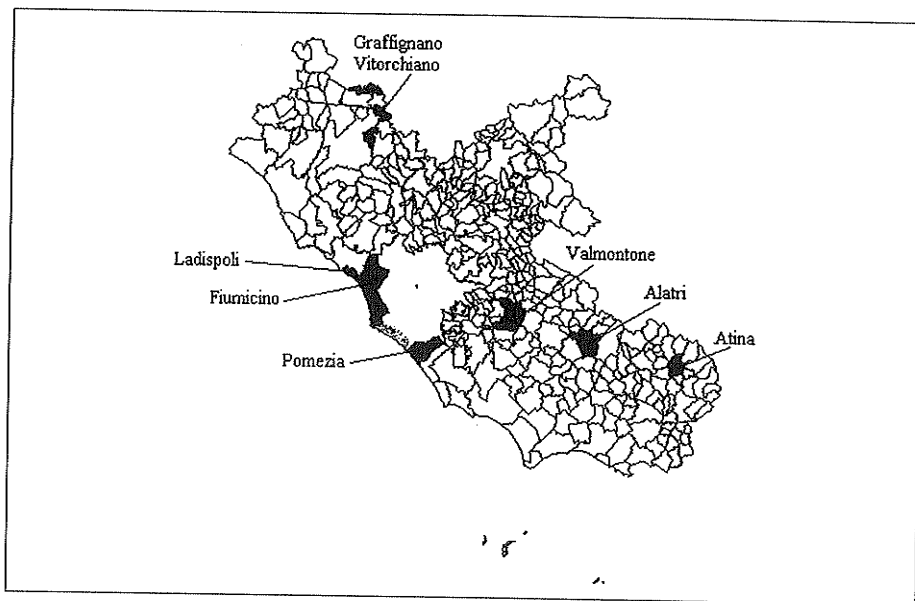 Graffignano
Vitorchiano
Ladispoli
Valmontone
Fiumicino
Alatri
Pomezia
Atina